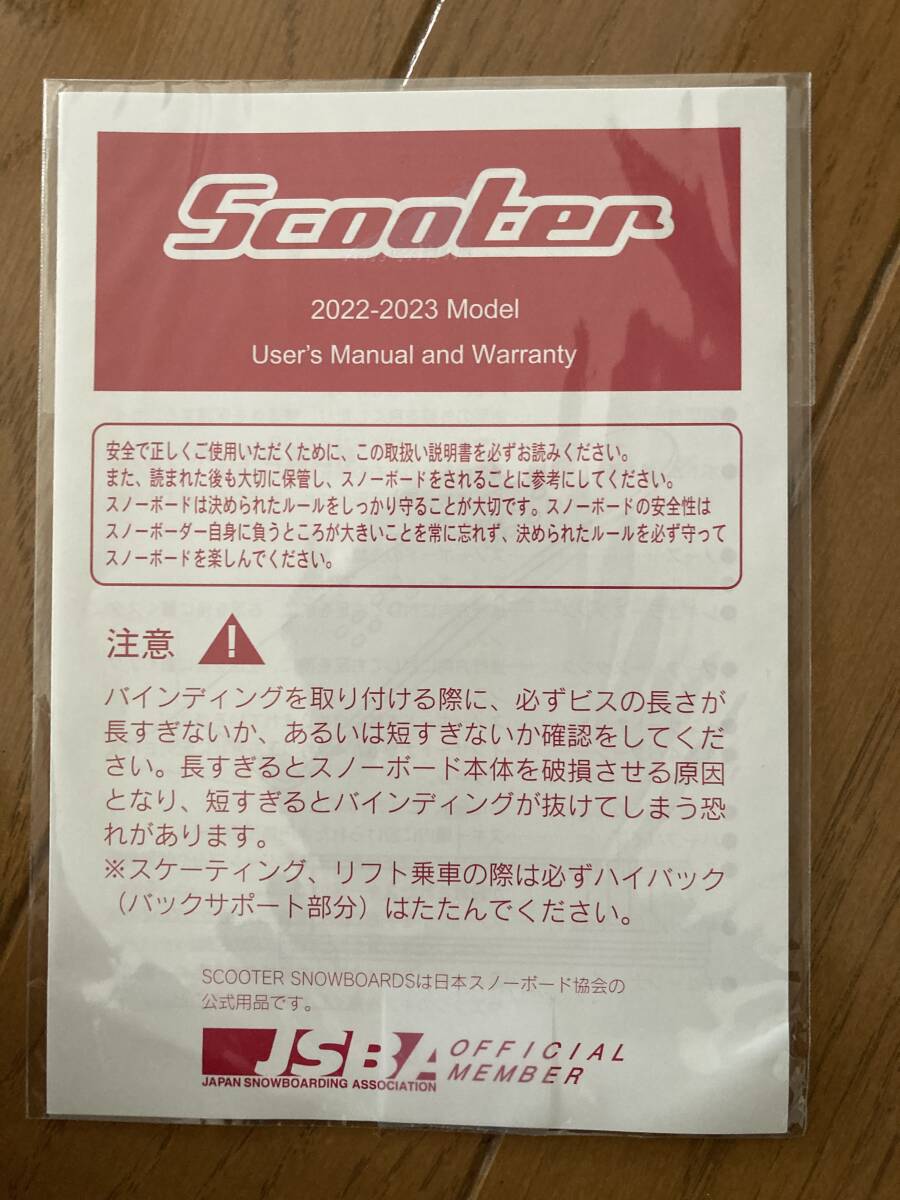 Scooter
2022-2023 Model
User's Manual and Warranty
安全で正しくご使用いただくために、この取扱い説明書を必ずお読みください。
また、読まれた後も大切に保管し、スノーボードをされるごとに参考にしてください。
スノーボードは決められたルールをしっかり守ることが大切です。スノーボードの安全性は
スノーボーダー自身に負うところが大きいことを常に忘れず、決められたルールを必ず守って
スノーボードを楽しんでください。
注意 !
バインディングを取り付ける際に、必ずビスの長さが
長すぎないか、あるいは短すぎないか確認をしてくだ
さい。長すぎるとスノーボード本体を破損させる原因
となり、短すぎるとバインディングが抜けてしまう恐
れがあります。
※スケーティング、リフト乗車の際は必ずハイバック
（バックサポート部分）はたたんでください。
SCOOTER SNOWBOARDSは日本スノーボード協会の
公式用品です。
JSBA OFFICIAL
MEMBER
JAPAN SNOWBOARDING ASSOCIATION